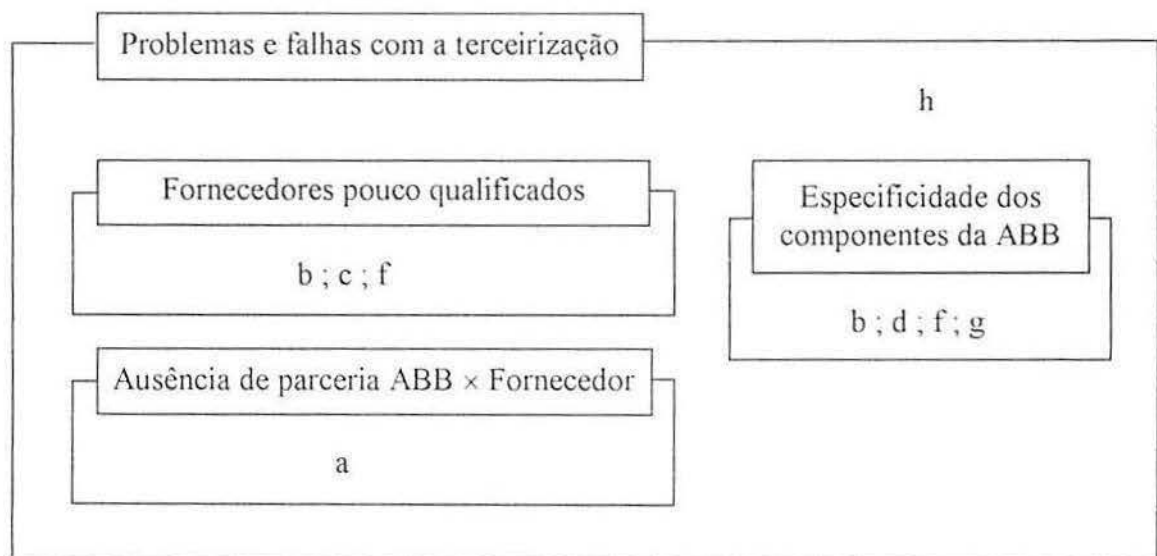 Problemas e falhas com a terceirização
h
Fornecedores pouco qualificados
b ; c ; f
Especificidade dos
componentes da ABB
b ; d ; f ; g
Ausência de parceria ABB × Fornecedor
a